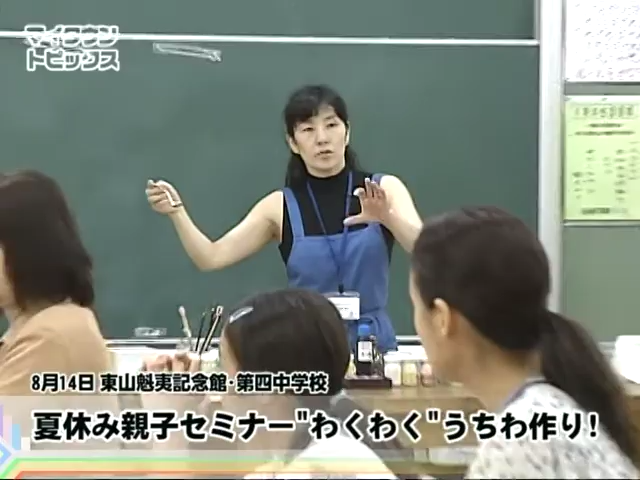 マイタウン
トピックス
8月14日 東山魁夷記念館・第四中学校
夏休み親子セミナー"わくわく"うちわ作り!